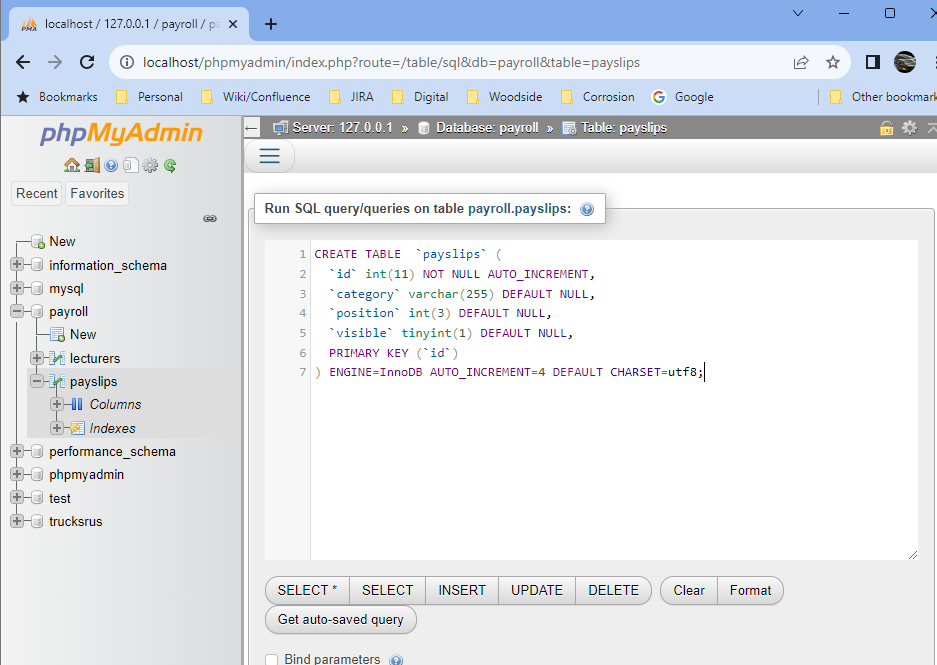 localhost / 127.0.0.1 / payroll / pa
localhost/phpmyadmin/index.php?route=/table/sql&db=payroll&table=payslips
Bookmarks Personal Wiki/Confluence JIRA Digital Woodside Corrosion Google Other bookmark
phpMyAdmin
Server: 127.0.0.1 » Database: payroll » Table: payslips
Recent Favorites
New
information_schema
mysql
payroll
New
lecturers
payslips
Columns
Indexes
performance_schema
phpmyadmin
test
trucksrus
Run SQL query/queries on table payroll.payslips:
1 CREATE TABLE  `payslips` (
2   `id` int(11) NOT NULL AUTO_INCREMENT,
3   `category` varchar(255) DEFAULT NULL,
4   `position` int(3) DEFAULT NULL,
5   `visible` tinyint(1) DEFAULT NULL,
6   PRIMARY KEY (`id`)
7 ) ENGINE=InnoDB AUTO_INCREMENT=4 DEFAULT CHARSET=utf8;
SELECT * SELECT INSERT UPDATE DELETE Clear Format
Get auto-saved query
Bind parameters